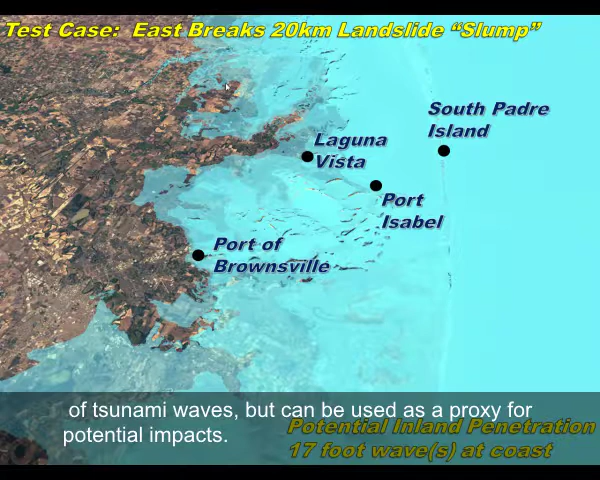 Test Case:  East Breaks 20km Landslide “Slump”
South Padre
Island
Laguna
Vista
Port
Isabel
Port of
Brownsville
of tsunami waves, but can be used as a proxy for
potential impacts.
Potential Inland Penetration
17 foot wave(s) at coast